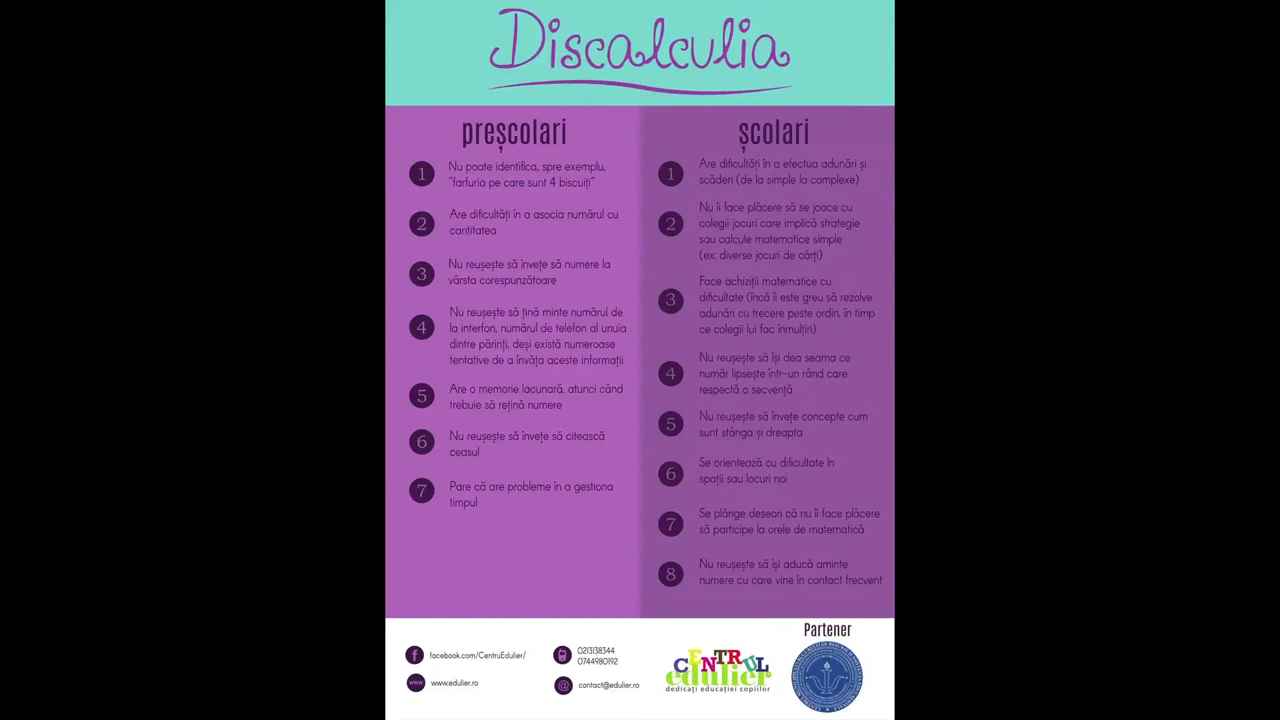 Discalculia
preșcolari
1
Nu poate identifica, spre exemplu,
"farfuria pe care sunt 4 biscuiți"
2
Are dificultăți în a asocia numărul cu
cantitatea
3
Nu reușește să învețe să numere la
vârsta corespunzătoare
4
Nu reușește să țină minte numărul de
la interfon, numărul de telefon al unuia
dintre părinți, deși există numeroase
tentative de a învăța aceste informații
5
Are o memorie lacunară, atunci când
trebuie să rețină numere
6
Nu reușește să învețe să citească
ceasul
7
Pare că are probleme în a gestiona
timpul
școlari
1
Are dificultăți în a efectua adunări și
scăderi (de la simple la complexe)
2
Nu îi face plăcere să se joace cu
colegii jocuri care implică strategie
sau calcule matematice simple
(ex: diverse jocuri de cărți)
3
Face achiziții matematice cu
dificultate (încă îi este greu să rezolve
adunări cu trecere peste ordin, în timp
ce colegii lui fac înmulțiri)
4
Nu reușește să își dea seama ce
număr lipsește într-un rând care
respectă o secvență
5
Nu reușește să învețe concepte cum
sunt stânga și dreapta
6
Se orientează cu dificultate în
spații sau locuri noi
7
Se plânge deseori că nu îi face plăcere
să participe la orele de matematică
8
Nu reușește să își aducă aminte
numere cu care vine în contact frecvent
f facebook.com/CentruEdulier/
www www.edulier.ro
0213138344
0744980192
@ contact@edulier.ro
CENTRUL
edulier
dedicați educației copiilor
Partener